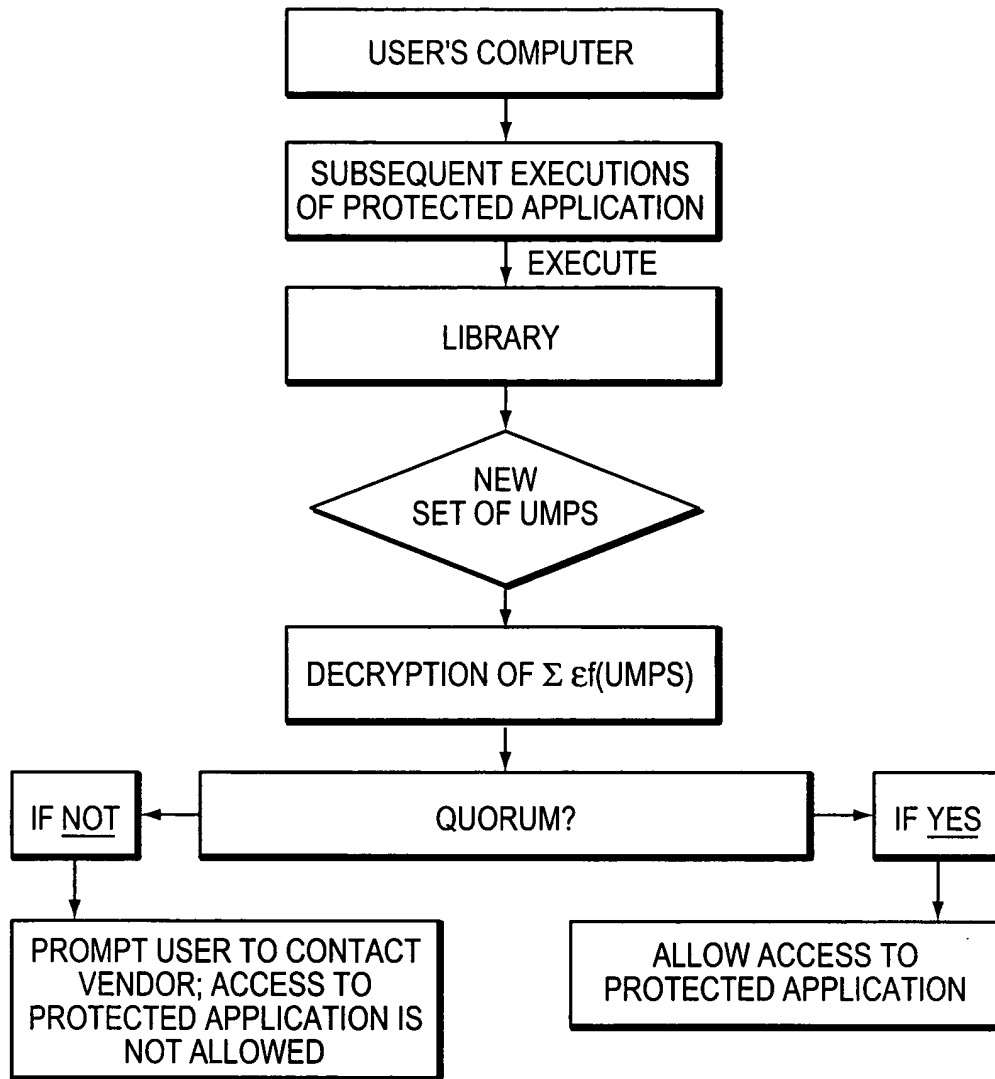 USER'S COMPUTER
SUBSEQUENT EXECUTIONS
OF PROTECTED APPLICATION
EXECUTE
LIBRARY
NEW
SET OF UMPS
DECRYPTION OF Σ εf(UMPS)
IF NOT
QUORUM?
IF YES
PROMPT USER TO CONTACT
VENDOR; ACCESS TO
PROTECTED APPLICATION IS
NOT ALLOWED
ALLOW ACCESS TO
PROTECTED APPLICATION